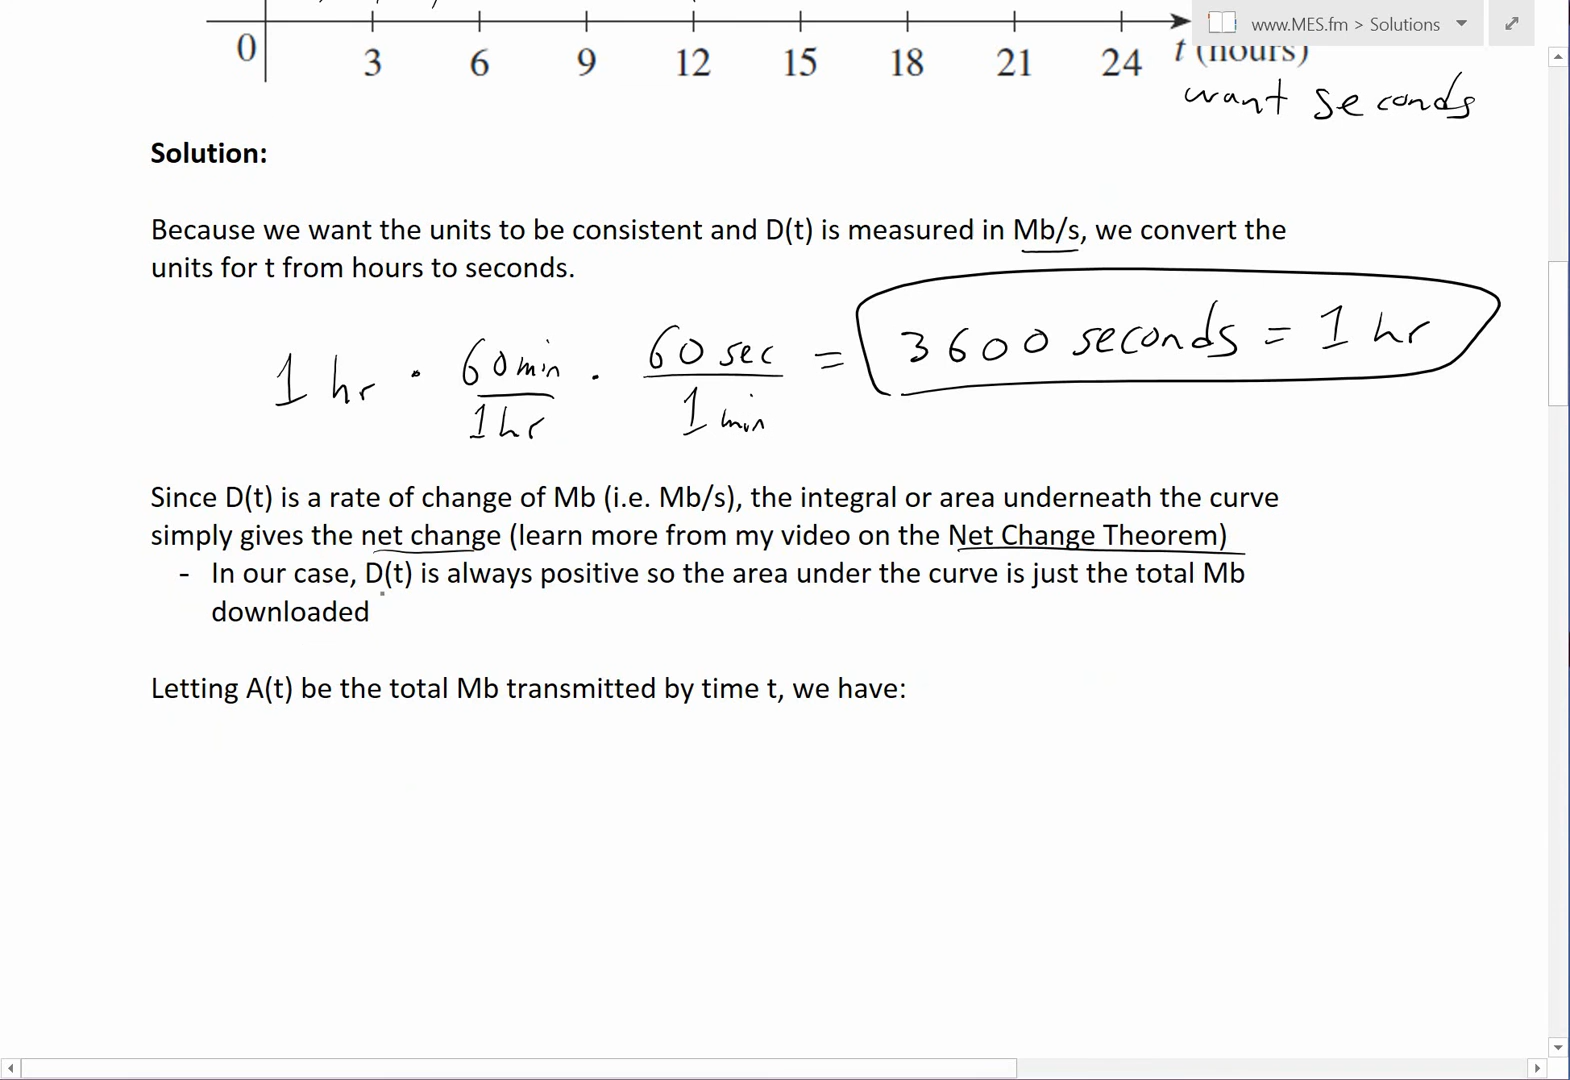 www.MES.fm > Solutions
0 3 6 9 12 15 18 21 24 t (hours)
want seconds
Solution:
Because we want the units to be consistent and D(t) is measured in Mb/s, we convert the
units for t from hours to seconds.
1 hr · 60 min / 1 hr · 60 sec / 1 min = 3600 seconds = 1 hr
Since D(t) is a rate of change of Mb (i.e. Mb/s), the integral or area underneath the curve
simply gives the net change (learn more from my video on the Net Change Theorem)
- In our case, D(t) is always positive so the area under the curve is just the total Mb
downloaded
Letting A(t) be the total Mb transmitted by time t, we have: